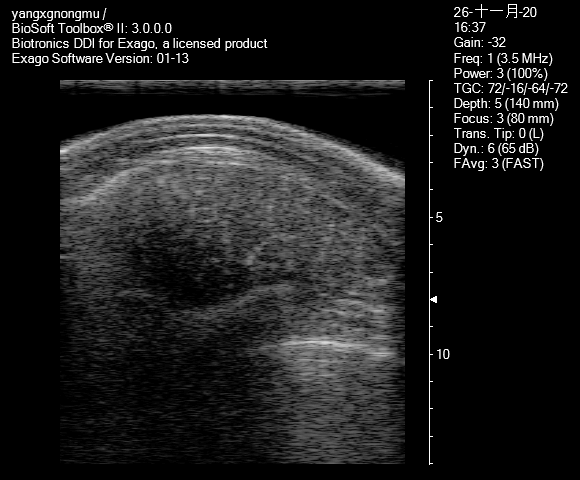 yangxgnongmu /
BioSoft Toolbox® II: 3.0.0.0
Biotronics DDI for Exago, a licensed product
Exago Software Version: 01-13
26-十一月-20
16:37
Gain: -32
Freq: 1 (3.5 MHz)
Power: 3 (100%)
TGC: 72/-16/-64/-72
Depth: 5 (140 mm)
Focus: 3 (80 mm)
Trans. Tip: 0 (L)
Dyn.: 6 (65 dB)
FAvg: 3 (FAST)
5
10